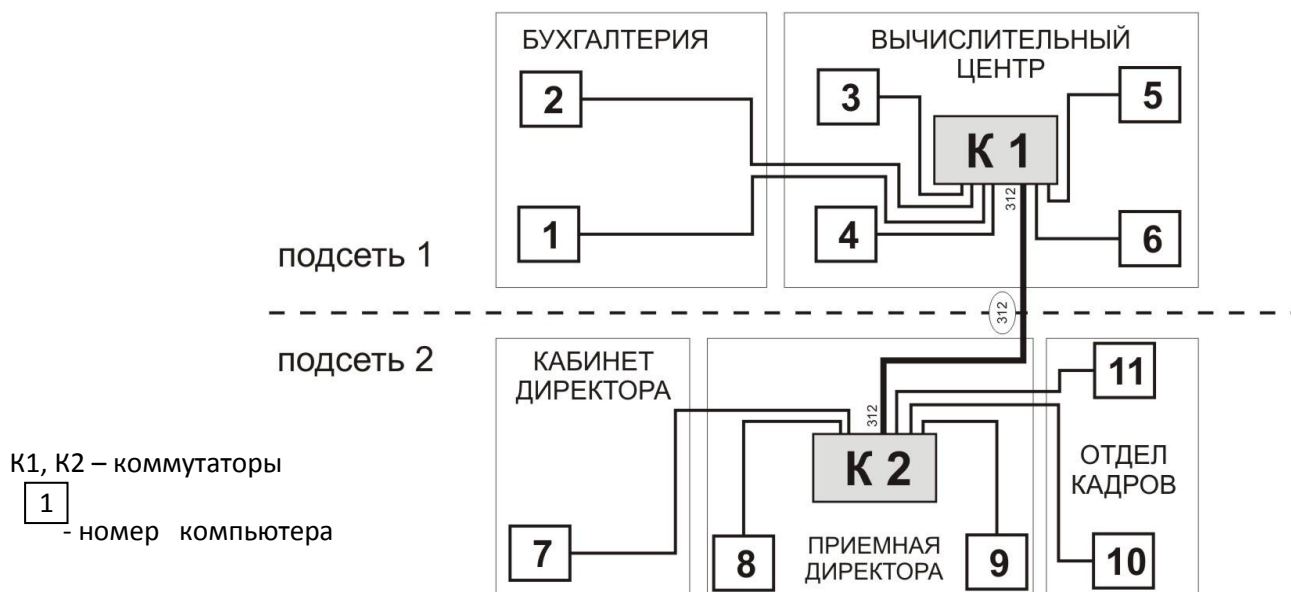 БУХГАЛТЕРИЯ
ВЫЧИСЛИТЕЛЬНЫЙ
ЦЕНТР
2
3
5
К 1
312
1
4
6
подсеть 1
312
подсеть 2
КАБИНЕТ
ДИРЕКТОРА
11
312
К 2
ОТДЕЛ
КАДРОВ
К1, К2 – коммутаторы
1
- номер компьютера
7
8
ПРИЕМНАЯ
ДИРЕКТОРА
9
10